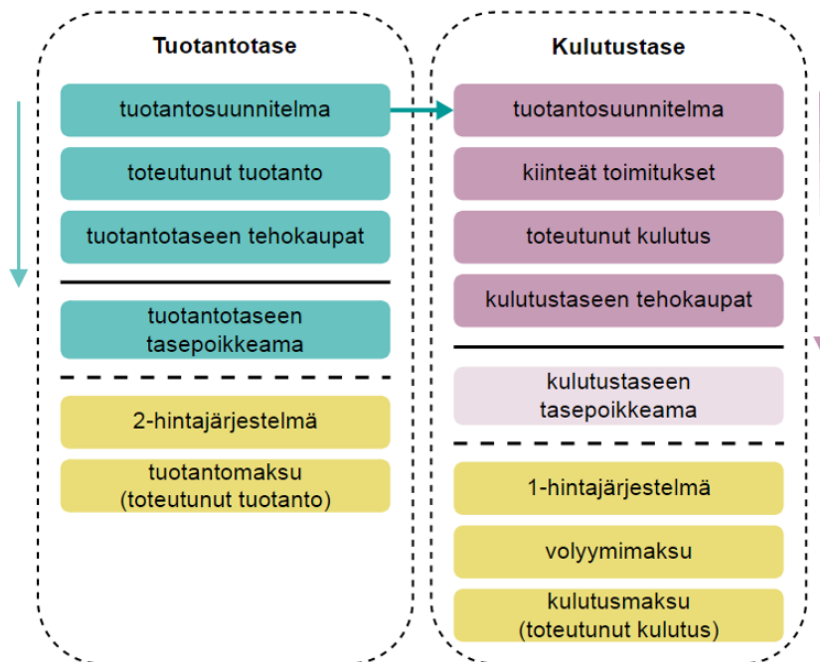 Tuotantotase
tuotantosuunnitelma
toteutunut tuotanto
tuotantotaseen tehokaupat
tuotantotaseen
tasepoikkeama
2-hintajärjestelmä
tuotantomaksu
(toteutunut tuotanto)
Kulutustase
tuotantosuunnitelma
kiinteät toimitukset
toteutunut kulutus
kulutustaseen tehokaupat
kulutustaseen
tasepoikkeama
1-hintajärjestelmä
volyymimaksu
kulutusmaksu
(toteutunut kulutus)